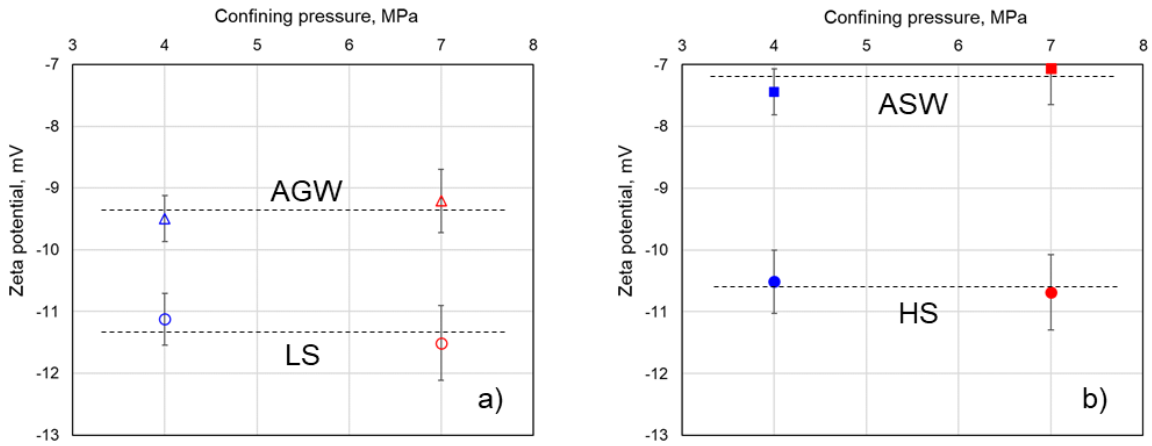 Confining pressure, MPa
3 4 5 6 7 8
-7
-8
-9
-10
-11
-12
-13
Zeta potential, mV
AGW
LS
a)
Confining pressure, MPa
3 4 5 6 7 8
-7
-8
-9
-10
-11
-12
-13
Zeta potential, mV
ASW
HS
b)